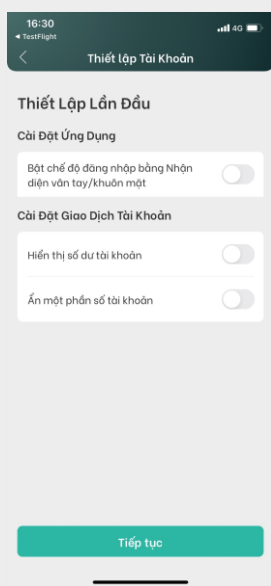 16:30
4G
◀ TestFlight
Thiết lập Tài Khoản
Thiết Lập Lần Đầu
Cài Đặt Ứng Dụng
Bật chế độ đăng nhập bằng Nhận
diện vân tay/khuôn mặt
Cài Đặt Giao Dịch Tài Khoản
Hiển thị số dư tài khoản
Ẩn một phần số tài khoản
Tiếp tục